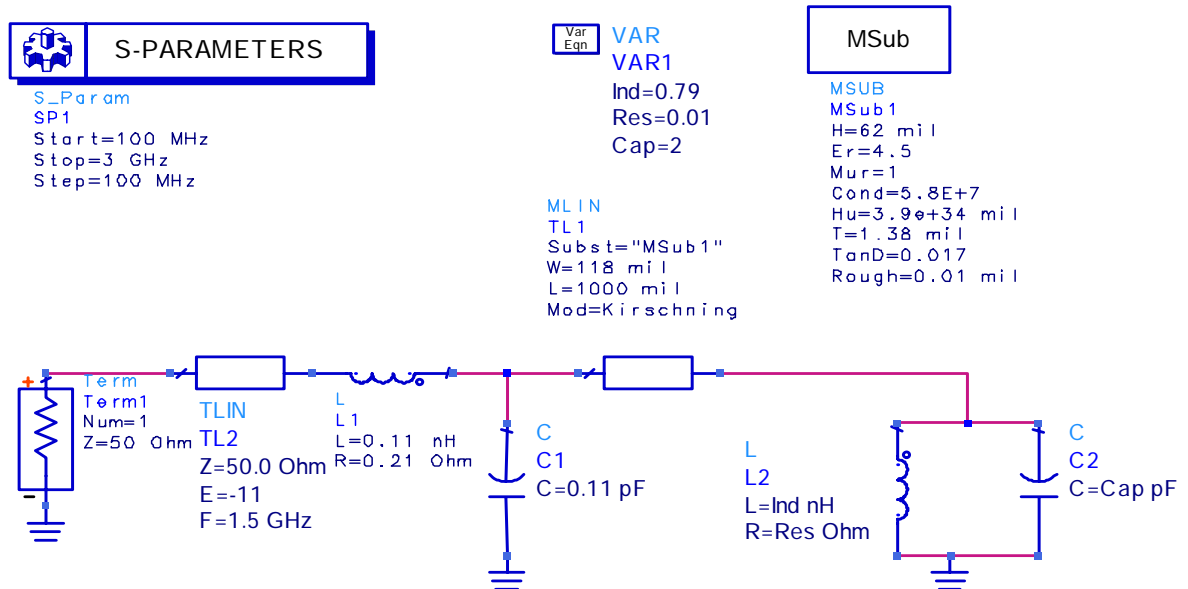 S-PARAMETERS
S_Param
SP1
Start=100 MHz
Stop=3 GHz
Step=100 MHz
Var
Eqn
VAR
VAR1
Ind=0.79
Res=0.01
Cap=2
MSub
MSUB
MSub1
H=62 mil
Er=4.5
Mur=1
Cond=5.8E+7
Hu=3.9e+34 mil
T=1.38 mil
TanD=0.017
Rough=0.01 mil
MLIN
TL1
Subst="MSub1"
W=118 mil
L=1000 mil
Mod=Kirschning
+
-
Term
Term1
Num=1
Z=50 Ohm
TLIN
TL2
Z=50.0 Ohm
E=-11
F=1.5 GHz
L
L1
L=0.11 nH
R=0.21 Ohm
C
C1
C=0.11 pF
L
L2
L=Ind nH
R=Res Ohm
C
C2
C=Cap pF